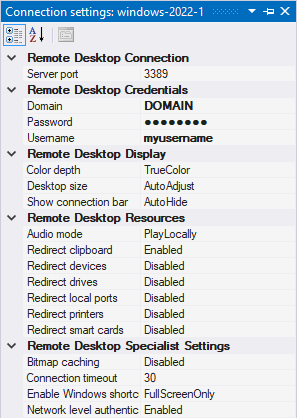 Connection settings: windows-2022-1
Remote Desktop Connection
Server port 3389
Remote Desktop Credentials
Domain DOMAIN
Password ●●●●●●●●
Username myusername
Remote Desktop Display
Color depth TrueColor
Desktop size AutoAdjust
Show connection bar AutoHide
Remote Desktop Resources
Audio mode PlayLocally
Redirect clipboard Enabled
Redirect devices Disabled
Redirect drives Disabled
Redirect local ports Disabled
Redirect printers Disabled
Redirect smart cards Disabled
Remote Desktop Specialist Settings
Bitmap caching Disabled
Connection timeout 30
Enable Windows shortc FullScreenOnly
Network level authentic Enabled